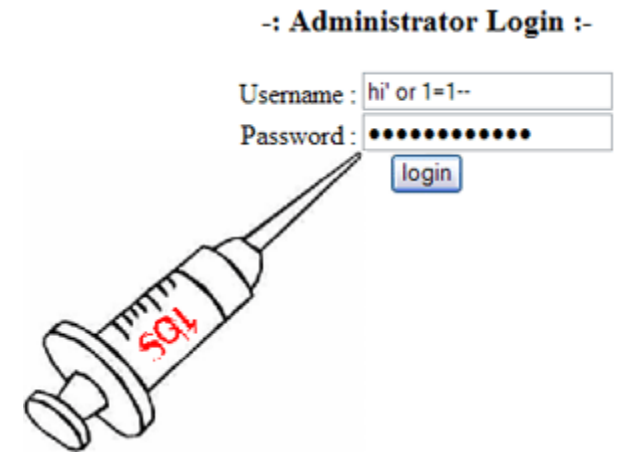 -: Administrator Login :-
Username : hi' or 1=1--
Password : ●●●●●●●●●●●●
login
SQL